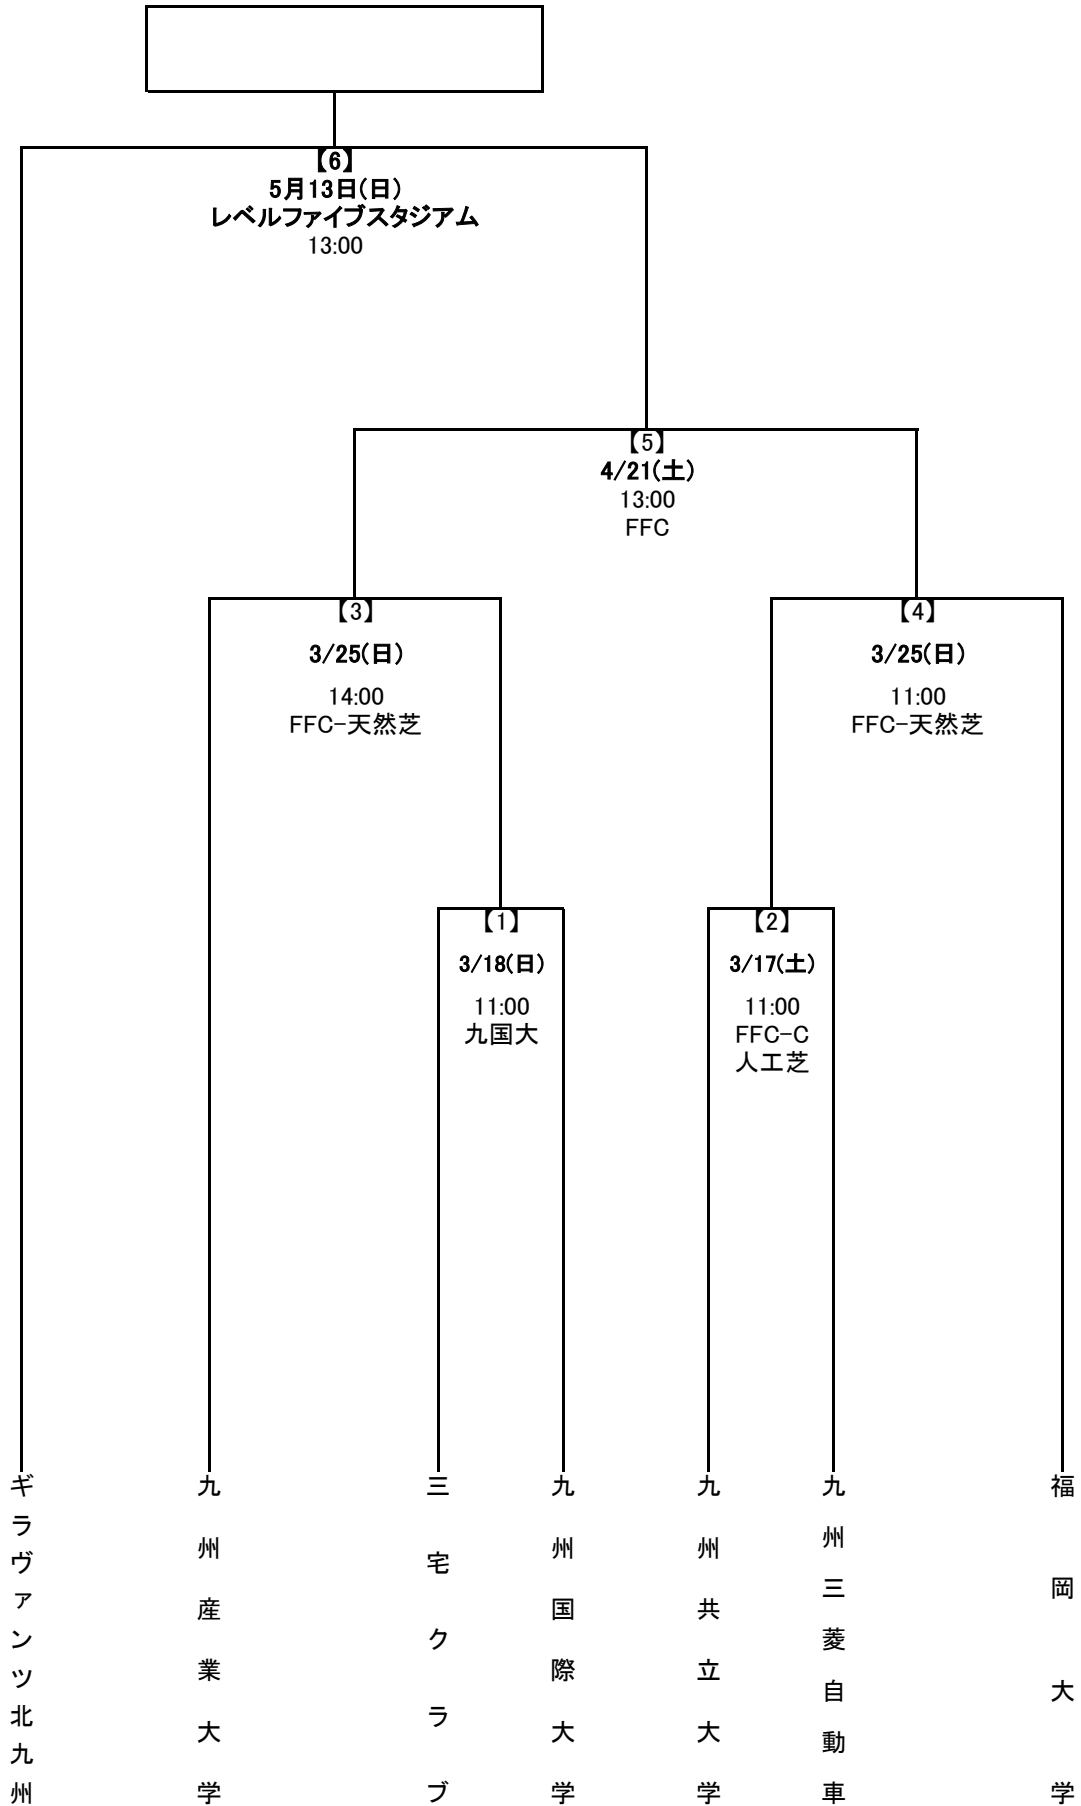 【6】
5月13日(日)
レベルファイブスタジアム
13:00
【5】
4/21(土)
13:00
FFC
【3】
3/25(日)
14:00
FFC-天然芝
【4】
3/25(日)
11:00
FFC-天然芝
【1】
3/18(日)
11:00
九国大
【2】
3/17(土)
11:00
FFC-C
人工芝
ギラヴァンツ北九州
九州産業大学
三宅クラブ
九州国際大学
九州共立大学
九州三菱自動車
福岡大学